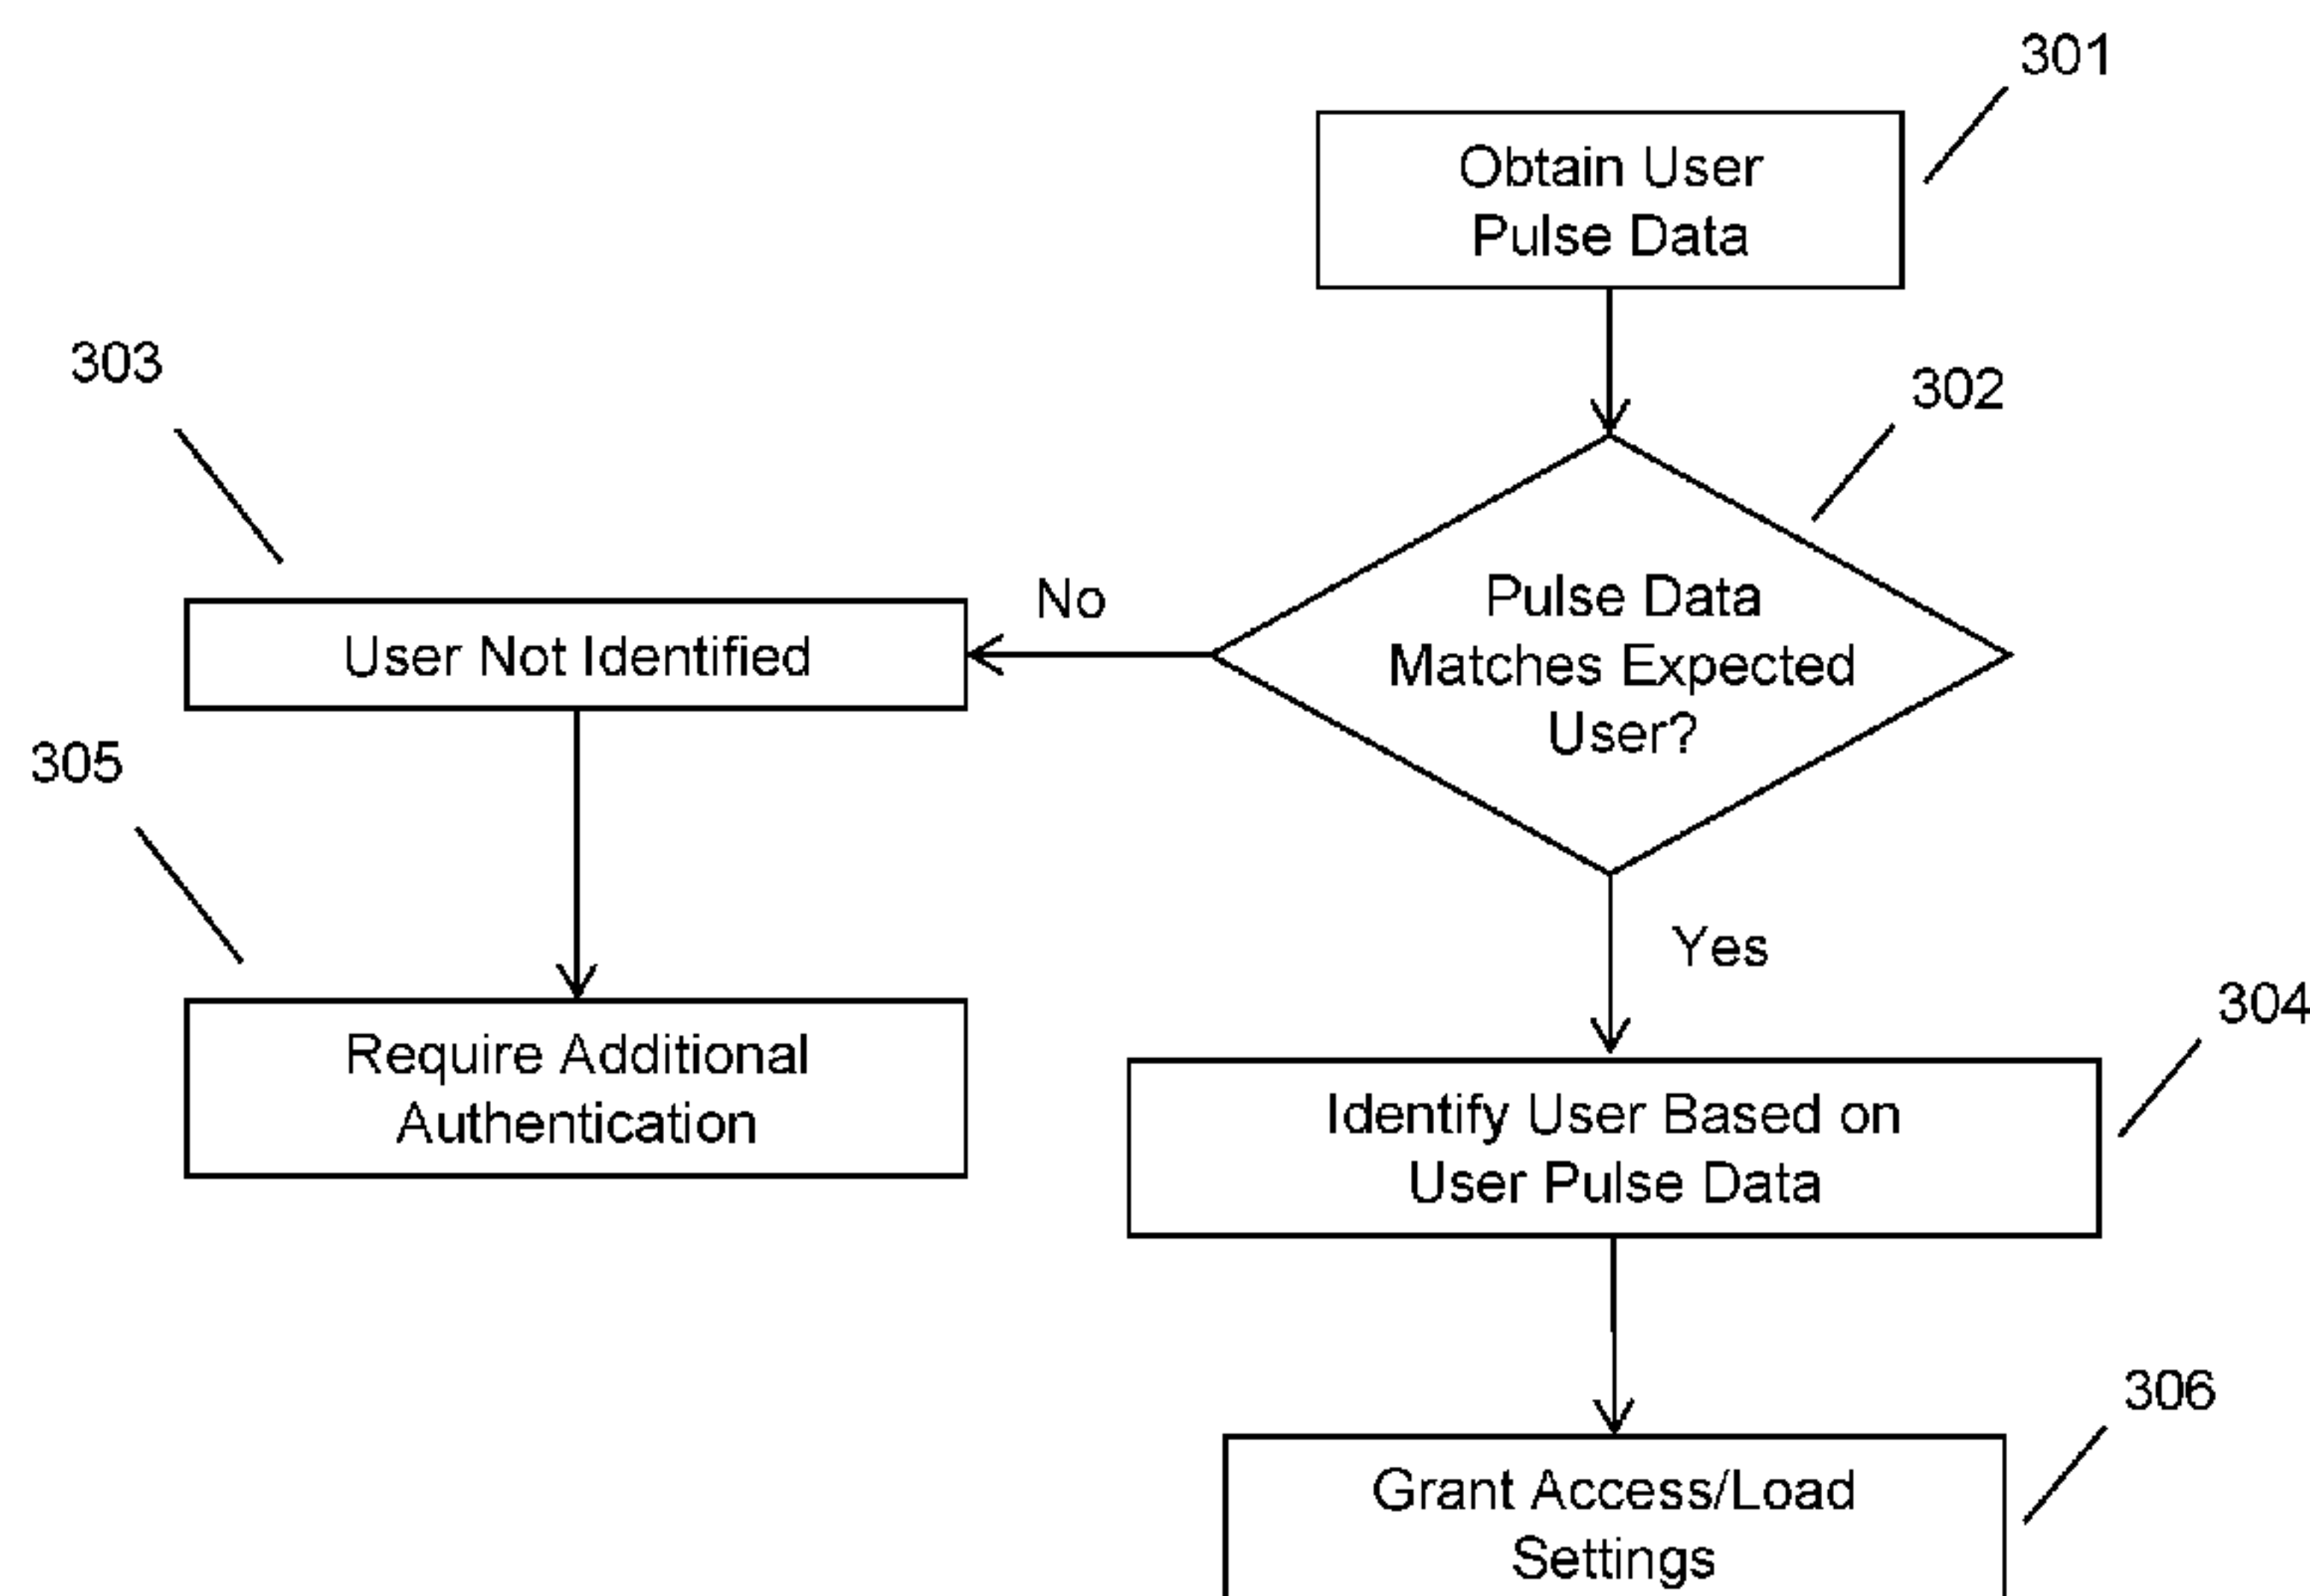 301
Obtain User
Pulse Data
302
303
Pulse Data
Matches Expected
User?
No
User Not Identified
305
Yes
Require Additional
Authentication
304
Identify User Based on
User Pulse Data
306
Grant Access/Load
Settings